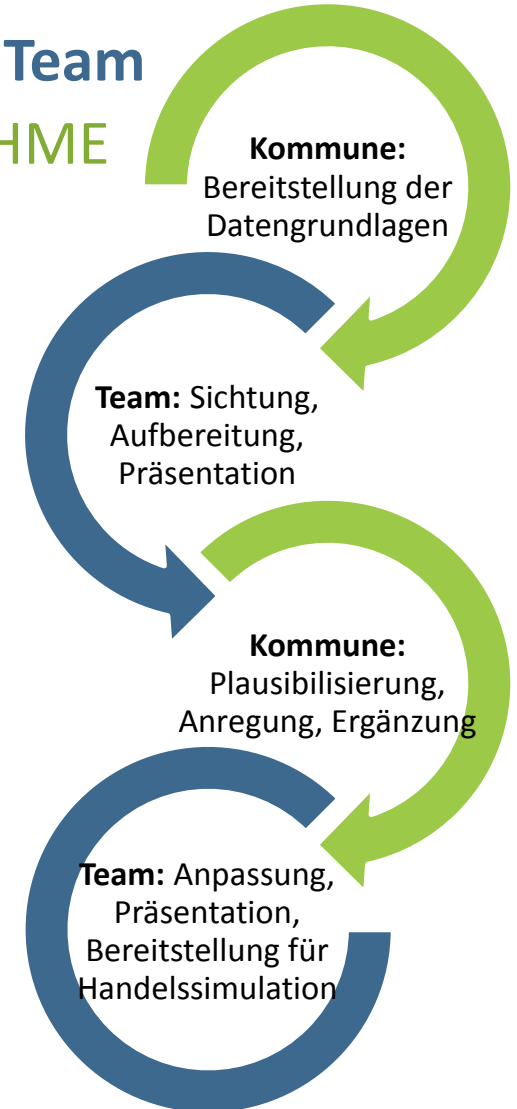 Team
HME
Kommune:
Bereitstellung der
Datengrundlagen
Team: Sichtung,
Aufbereitung,
Präsentation
Kommune:
Plausibilisierung,
Anregung, Ergänzung
Team: Anpassung,
Präsentation,
Bereitstellung für
Handelssimulation